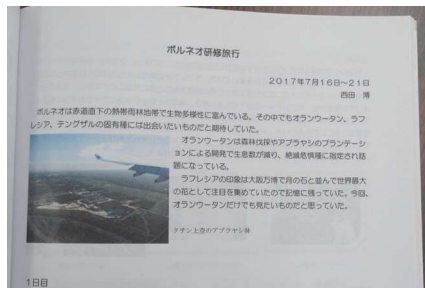 ボルネオ研修旅行
2017年7月16日～21日
西田　博
ボルネオは赤道直下の熱帯雨林地帯で生物多様性に富んでいる。その中でもオランウータン、ラフ
レシア、テングザルの固有種には出会いたいものだと期待していた。
オランウータンは森林伐採やアブラヤシのプランテーシ
ョンによる開発で生息数が減り、絶滅危惧種に指定され話
題になっている。
ラフレシアの印象は大阪万博で月の石と並んで世界最大
の花として注目を集めていたので記憶に残っていた。今回、
オランウータンだけでも見たいものだと思っていた。
タチン上空のアブラヤシ林
1日目